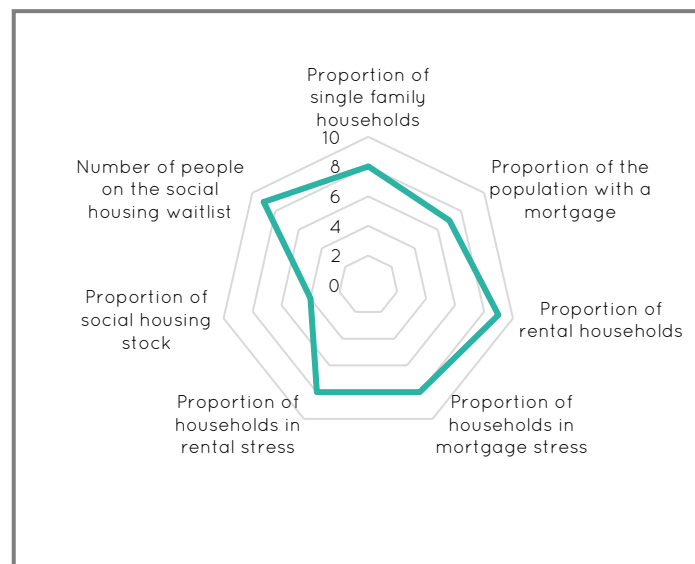 Proportion of
single family
households
10
8
6
4
2
0
Proportion of the
population with a
mortgage
Proportion of
rental households
Proportion of
households in
mortgage stress
Proportion of
households in
rental stress
Proportion of
social housing
stock
Number of people
on the social
housing waitlist